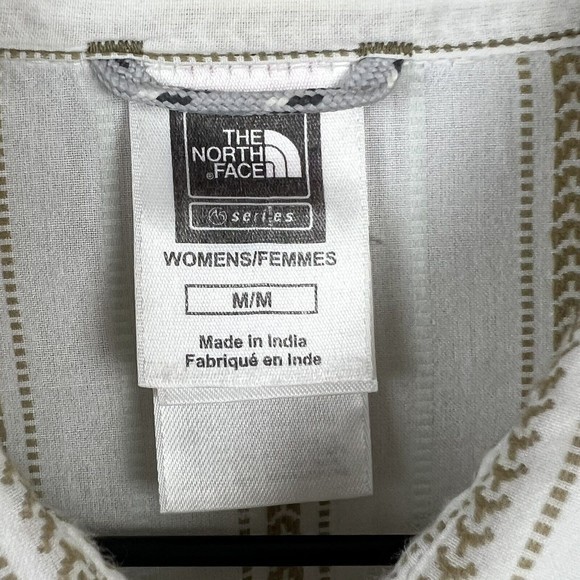 THE
NORTH
FACE
series
WOMENS/FEMMES
M/M
Made in India
Fabriqué en Inde